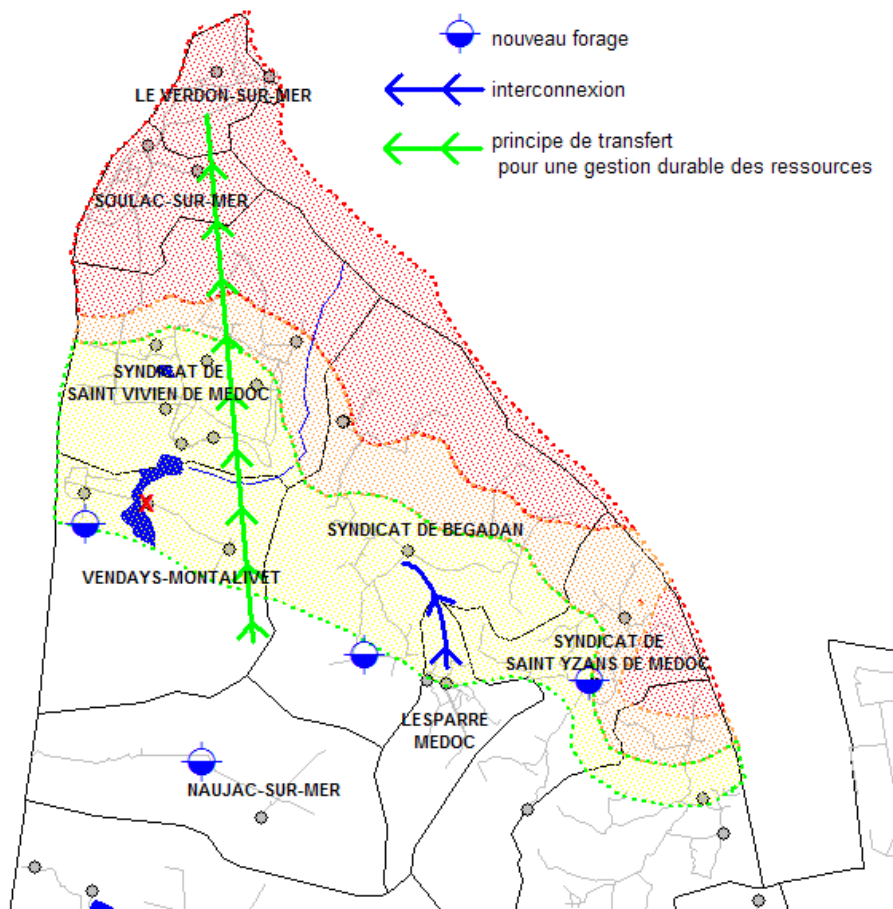 nouveau forage
interconnexion
principe de transfert
pour une gestion durable des ressources
LE VERDON-SUR-MER
SOULAC-SUR-MER
SYNDICAT DE
SAINT VIVIEN DE MEDOC
SYNDICAT DE BEGADAN
VENDAYS-MONTALIVET
SYNDICAT DE
SAINT YZANS DE MEDOC
LESPARRE
MEDOC
NAUJAC-SUR-MER